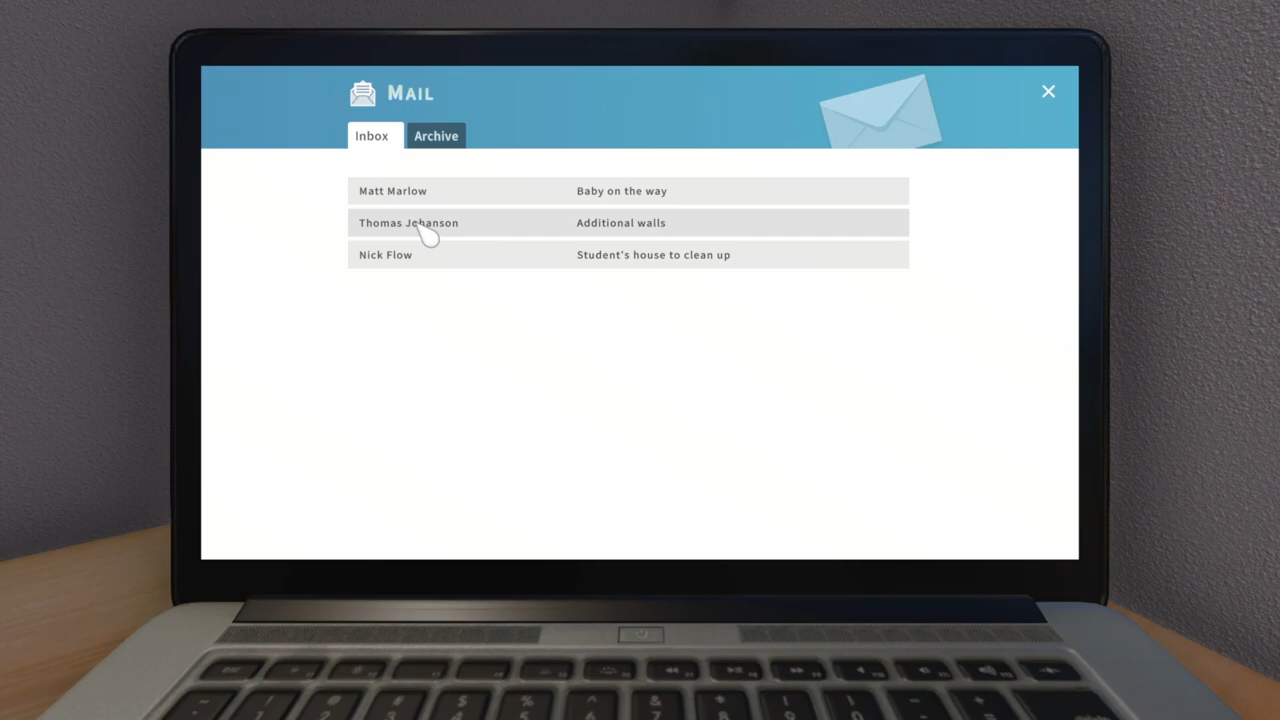 MAIL
Inbox Archive
Matt Marlow Baby on the way
Thomas Johanson Additional walls
Nick Flow Student's house to clean up